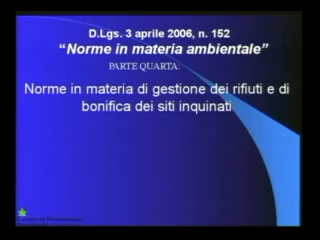 D.Lgs. 3 aprile 2006, n. 152
“Norme in materia ambientale”
PARTE QUARTA:
Norme in materia di gestione dei rifiuti e di
bonifica dei siti inquinati